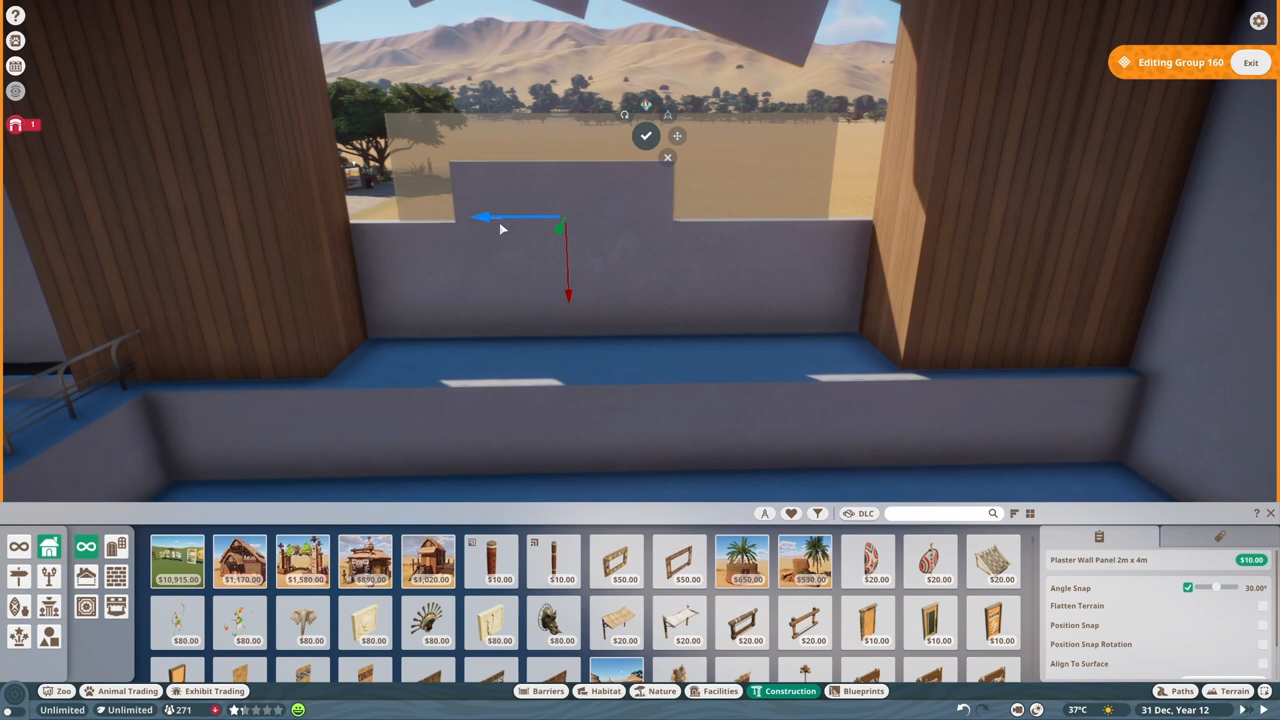 Editing Group 160
Exit
1
DLC
$10,915.00
$1,170.00
$1,580.00
$890.00
$1,020.00
$10.00
$10.00
$50.00
$50.00
$650.00
$530.00
$20.00
$20.00
$20.00
$80.00
$80.00
$80.00
$80.00
$80.00
$80.00
$80.00
$20.00
$20.00
$20.00
$20.00
$10.00
$10.00
$10.00
Plaster Wall Panel 2m x 4m
$10.00
Angle Snap
30.00°
Flatten Terrain
Position Snap
Position Snap Rotation
Align To Surface
Zoo
Animal Trading
Exhibit Trading
Barriers
Habitat
Nature
Facilities
Construction
Blueprints
Paths
Terrain
Unlimited
Unlimited
271
37°C
31 Dec, Year 12